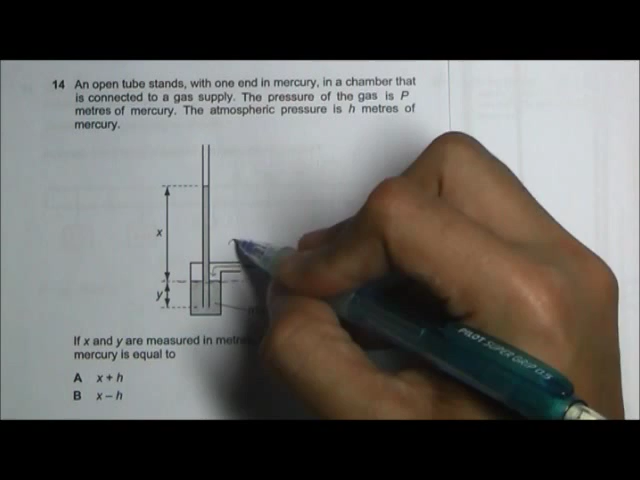 14 An open tube stands, with one end in mercury, in a chamber that
is connected to a gas supply. The pressure of the gas is P
metres of mercury. The atmospheric pressure is h metres of
mercury.
x
y
If x and y are measured in metres
mercury is equal to
A x + h
B x – h
PILOT SUPER GRIP 0.5